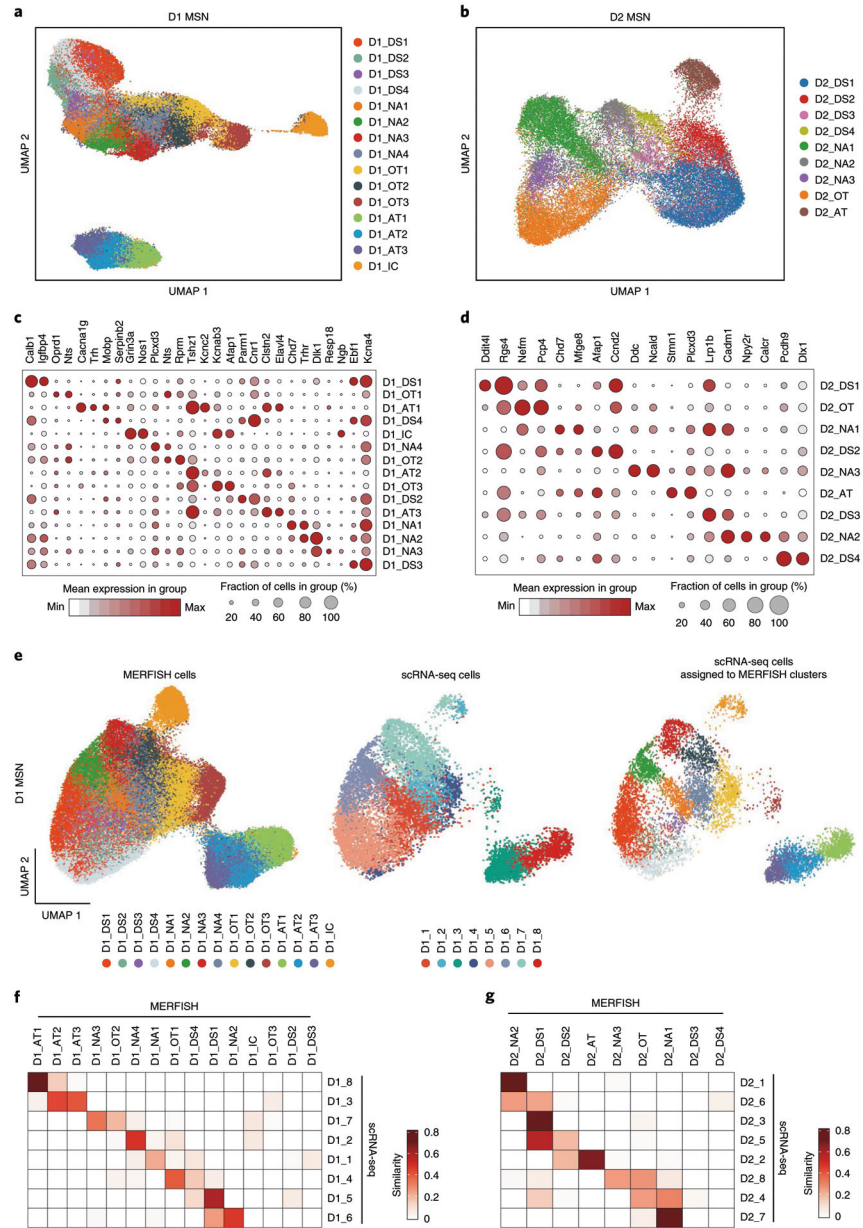 a
D1 MSN
UMAP 2
UMAP 1
D1_DS1
D1_DS2
D1_DS3
D1_DS4
D1_NA1
D1_NA2
D1_NA3
D1_NA4
D1_OT1
D1_OT2
D1_OT3
D1_AT1
D1_AT2
D1_AT3
D1_IC
b
D2 MSN
UMAP 2
UMAP 1
D2_DS1
D2_DS2
D2_DS3
D2_DS4
D2_NA1
D2_NA2
D2_NA3
D2_OT
D2_AT
c
Calb1 Igfbp4 Oprd1 Nts Cacna1g Trh Mobp Serpinb2 Grin3a Nos1 Plcxd3 Nts Rprm Tshz1 Kcnc2 Kcnab3 Afap1 Parm1 Cnr1 Clstn2 Elavl4 Chd7 Trhr Dlk1 Resp18 Ngb Ebf1 Kcna4
D1_DS1
D1_OT1
D1_AT1
D1_DS4
D1_IC
D1_NA4
D1_OT2
D1_AT2
D1_OT3
D1_DS2
D1_AT3
D1_NA1
D1_NA2
D1_NA3
D1_DS3
Mean expression in group
Min Max
Fraction of cells in group (%)
20 40 60 80 100
d
Ddit4l Rgs4 Nefm Pcp4 Chd7 Mfge8 Afap1 Ccnd2 Ddc Ncald Stmn1 Plcxd3 Lrp1b Cadm1 Npy2r Calcr Pcdh9 Dlx1
D2_DS1
D2_OT
D2_NA1
D2_DS2
D2_NA3
D2_AT
D2_DS3
D2_NA2
D2_DS4
Mean expression in group
Min Max
Fraction of cells in group (%)
20 40 60 80 100
e
MERFISH cells
scRNA-seq cells
scRNA-seq cells
assigned to MERFISH clusters
D1 MSN
UMAP 2
UMAP 1
D1_DS1 D1_DS2 D1_DS3 D1_DS4 D1_NA1 D1_NA2 D1_NA3 D1_NA4 D1_OT1 D1_OT2 D1_OT3 D1_AT1 D1_AT2 D1_AT3 D1_IC
D1_1 D1_2 D1_3 D1_4 D1_5 D1_6 D1_7 D1_8
f
MERFISH
D1_AT1 D1_AT2 D1_AT3 D1_NA3 D1_OT2 D1_NA4 D1_NA1 D1_OT1 D1_DS4 D1_DS1 D1_NA2 D1_IC D1_OT3 D1_DS2 D1_DS3
D1_8
D1_3
D1_7
D1_2
D1_1
D1_4
D1_5
D1_6
scRNA-seq
Similarity
0.8
0.6
0.4
0.2
0
g
MERFISH
D2_NA2 D2_DS1 D2_DS2 D2_AT D2_NA3 D2_OT D2_NA1 D2_DS3 D2_DS4
D2_1
D2_6
D2_3
D2_5
D2_2
D2_8
D2_4
D2_7
scRNA-seq
Similarity
0.8
0.6
0.4
0.2
0